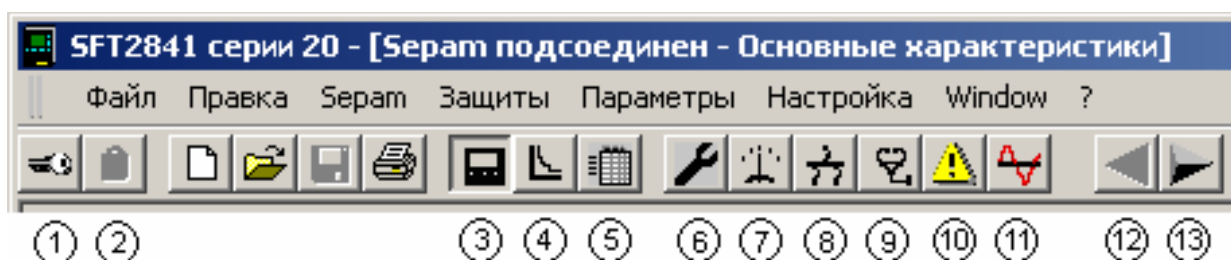 SFT2841 серии 20 - [Sepam подсоединен - Основные характеристики]
Файл Правка Sepam Защиты Параметры Настройка Window ?
1 2 3 4 5 6 7 8 9 10 11 12 13